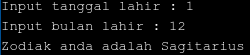 Input tanggal lahir : 1
Input bulan lahir : 12
Zodiak anda adalah Sagitarius